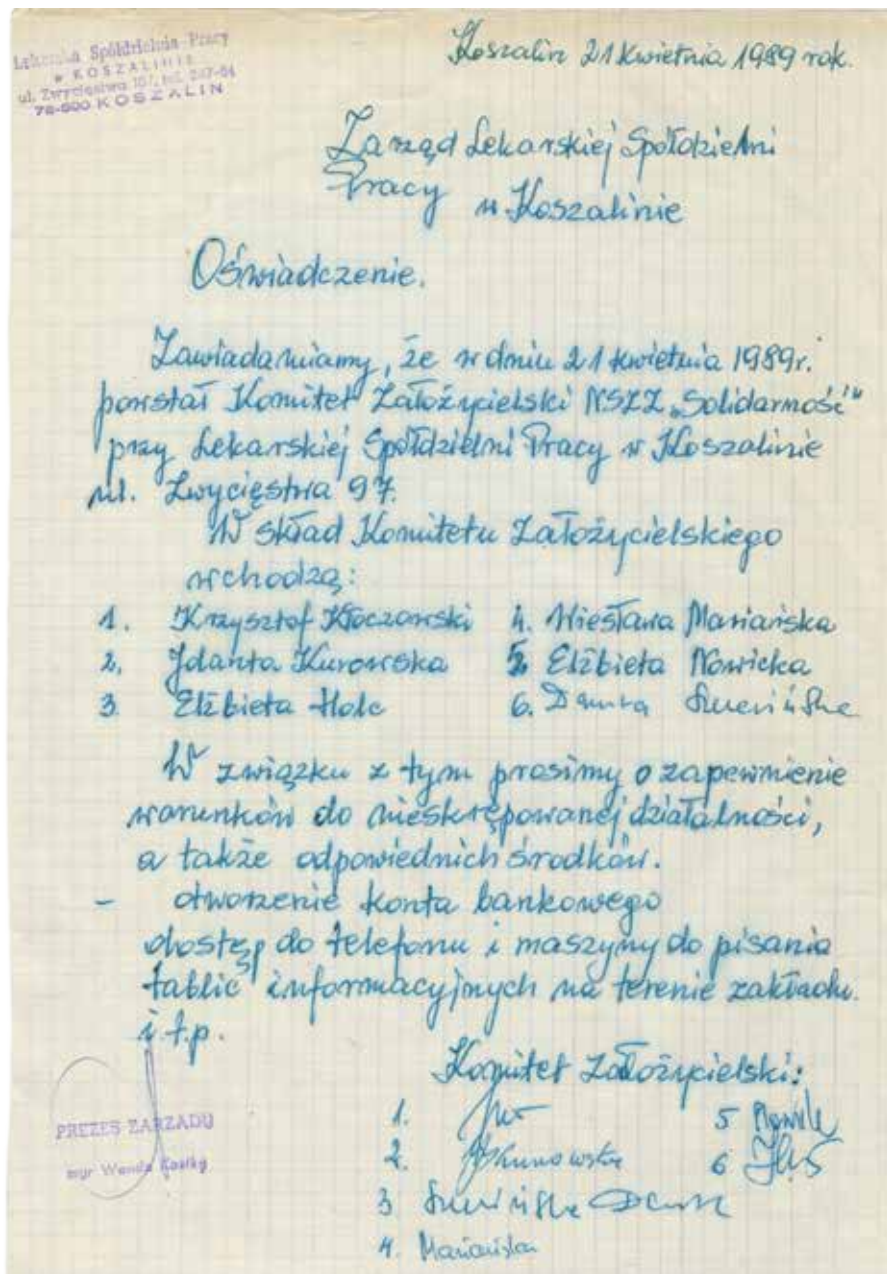 Lekarska Spółdzielnia Pracy
w KOSZALINIE
ul. Zwycięstwa tel. 247-64
KOSZALIN
Koszalin 21 kwietnia 1989 rok.
Zarząd Lekarskiej Spółdzielni
Pracy w Koszalinie
Oświadczenie.
Zawiadamiamy, że w dniu 21 kwietnia 1989r.
powstał Komitet Założycielski NSZZ „Solidarność"
przy Lekarskiej Spółdzielni Pracy w Koszalinie
ul. Zwycięstwa 97.
W skład Komitetu Założycielskiego
wchodzą:
1. Krzysztof Kłoczowski 4. Wiesława Mariańska
2. Jolanta Kurowska 5. Elżbieta Nowicka
3 Elżbieta Holc 6. Danuta
W związku z tym prosimy o zapewnienie
warunków do nieskrępowanej działalności,
a także odpowiednich środków.
- otworzenie konta bankowego
dostęp do telefonu i maszyny do pisania
tablic informacyjnych na terenie zakładu.
i t.p.
Komitet Założycielski:
1. 5
2. 6
3
4. Mariańska
PREZES ZARZĄDU
mgr Wanda